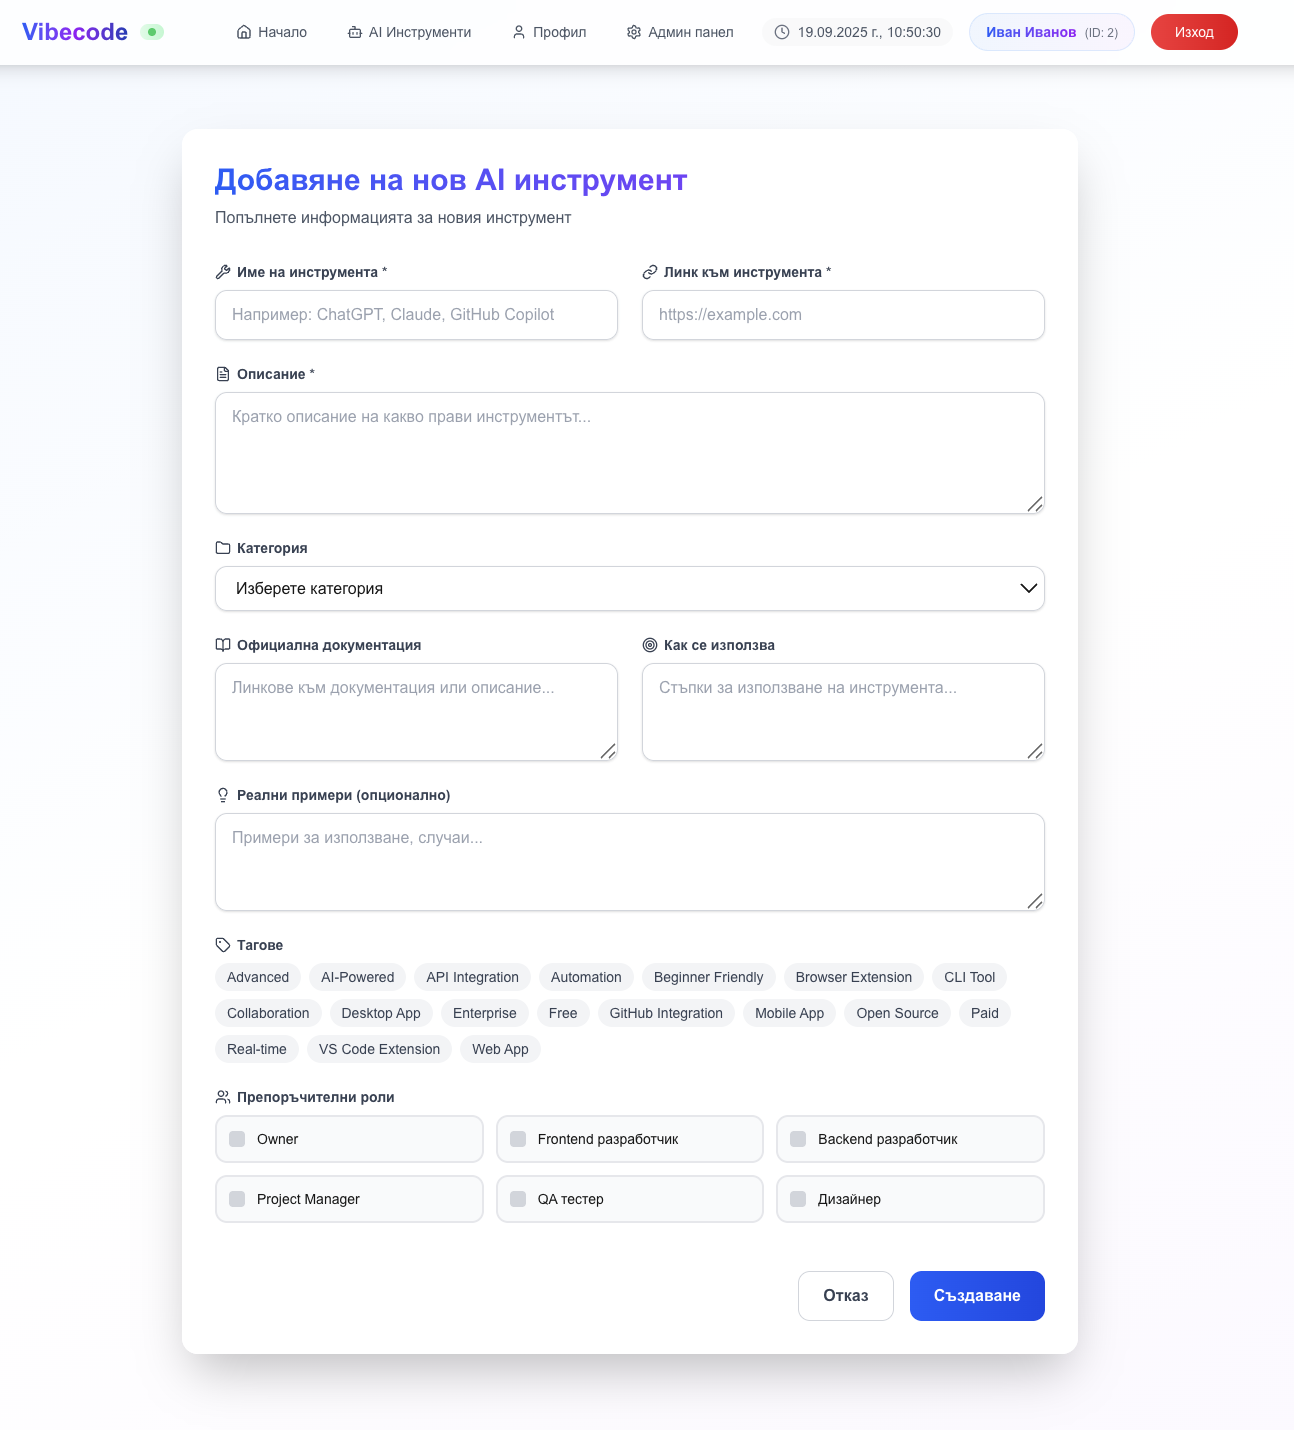 Vibecode
Начало
AI Инструменти
Профил
Админ панел
19.09.2025 г., 10:50:30
Иван Иванов (ID: 2)
Изход
Добавяне на нов AI инструмент
Попълнете информацията за новия инструмент
Име на инструмента *
Линк към инструмента *
Например: ChatGPT, Claude, GitHub Copilot
https://example.com
Описание *
Кратко описание на какво прави инструментът...
Категория
Изберете категория
Официална документация
Как се използва
Линкове към документация или описание...
Стъпки за използване на инструмента...
Реални примери (опционално)
Примери за използване, случаи...
Тагове
Advanced AI-Powered API Integration Automation Beginner Friendly Browser Extension CLI Tool
Collaboration Desktop App Enterprise Free GitHub Integration Mobile App Open Source Paid
Real-time VS Code Extension Web App
Препоръчителни роли
Owner Frontend разработчик Backend разработчик
Project Manager QA тестер Дизайнер
Отказ Създаване